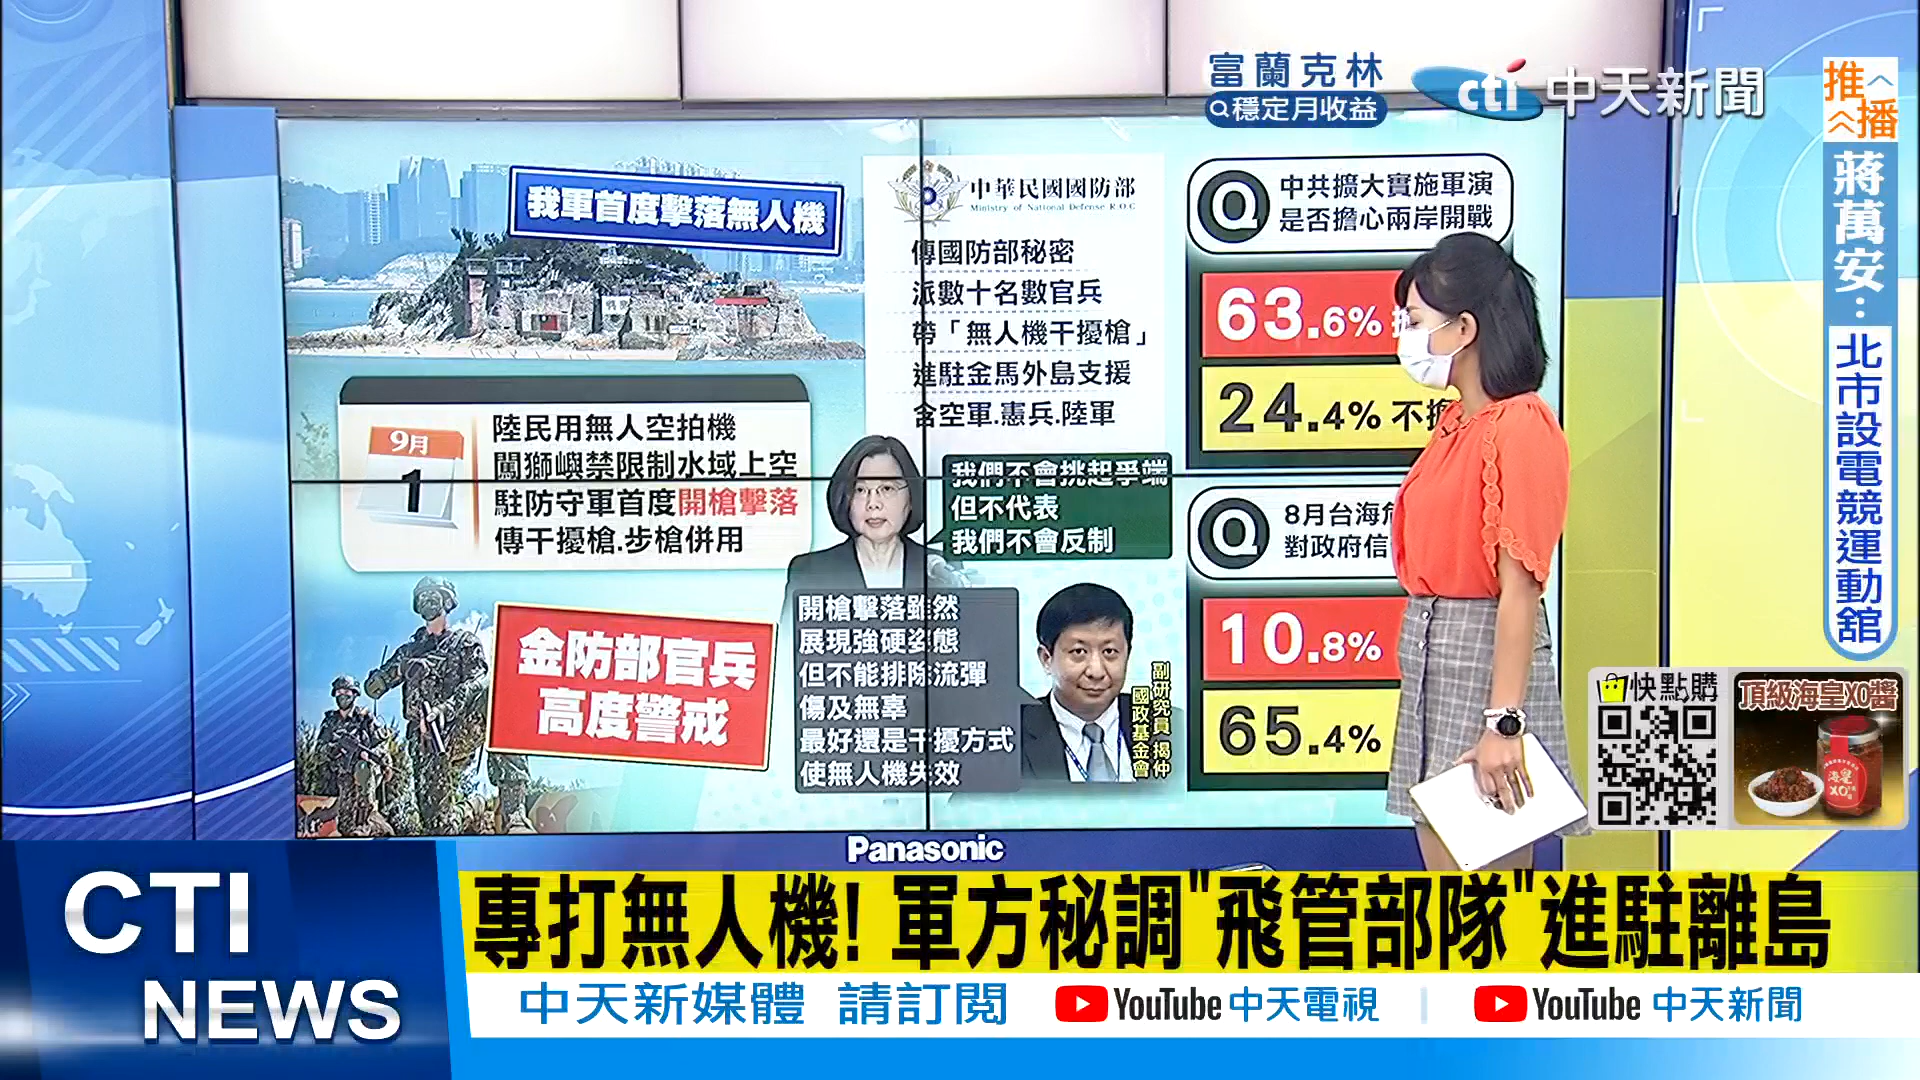 富蘭克林
穩定月收益
cti 中天新聞
推播
蔣萬安：
北市設電競運動舘
我軍首度擊落無人機
9月
1
陸民用無人空拍機
闖獅嶼禁限制水域上空
駐防守軍首度開槍擊落
傳干擾槍.步槍併用
金防部官兵
高度警戒
中華民國國防部
Ministry of National Defense R.O.C
傳國防部秘密
派數十名數官兵
帶「無人機干擾槍」
進駐金馬外島支援
含空軍.憲兵.陸軍
我們不會挑起爭端
但不代表
我們不會反制
開槍擊落雖然
展現強硬姿態
但不能排除流彈
傷及無辜
最好還是干擾方式
使無人機失效
副研究員 揭仲
國政基金會
Q 中共擴大實施軍演
是否擔心兩岸開戰
63.6%
24.4% 不
Q 8月台海
對政府信
10.8%
65.4%
快點購
頂級海皇XO醬
海皇
XO
Panasonic
CTI
NEWS
專打無人機! 軍方秘調"飛管部隊"進駐離島
中天新媒體 請訂閱 YouTube 中天電視 | YouTube 中天新聞